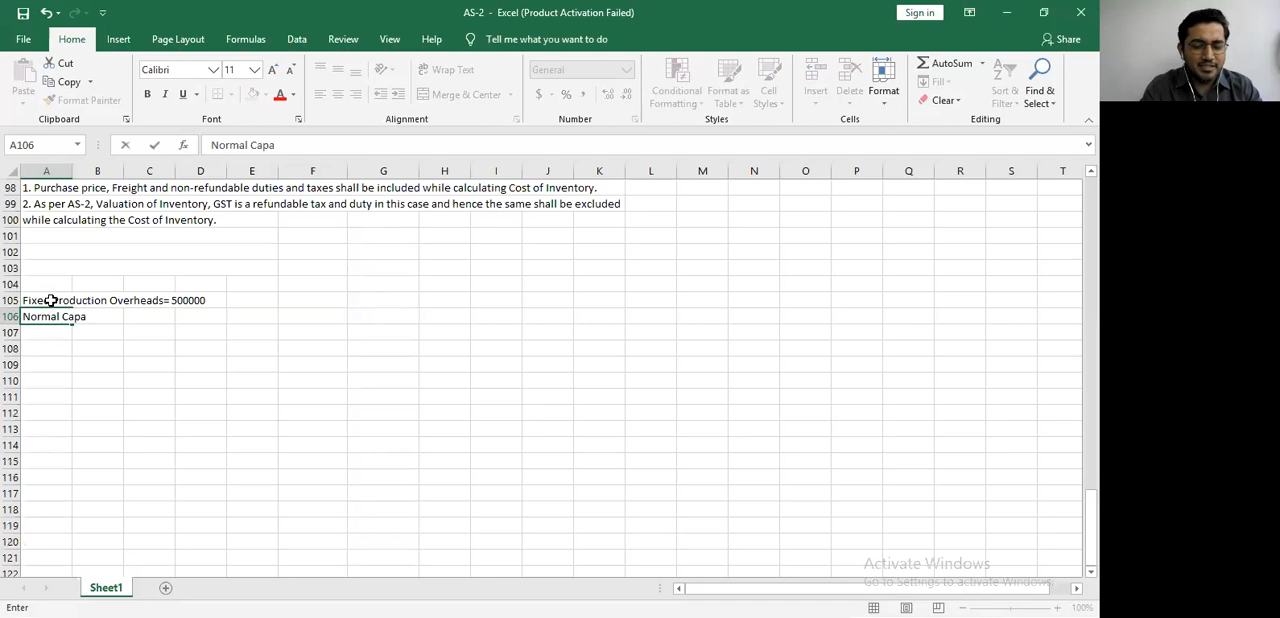 AS-2 - Excel (Product Activation Failed)
Sign in
File Home Insert Page Layout Formulas Data Review View Help Tell me what you want to do Share
Paste Cut Copy Format Painter Clipboard
Calibri 11 A A B I U A Font
Wrap Text Merge & Center Alignment
General $ % , Number
Conditional Formatting Format as Table Cell Styles Styles
Insert Delete Format Cells
AutoSum Fill Clear Sort & Filter Find & Select Editing
A106 fx Normal Capa
A B C D E F G H I J K L M N O P Q R S T
98 1. Purchase price, Freight and non-refundable duties and taxes shall be included while calculating Cost of Inventory.
99 2. As per AS-2, Valuation of Inventory, GST is a refundable tax and duty in this case and hence the same shall be excluded
100 while calculating the Cost of Inventory.
101
102
103
104
105 Fixed Production Overheads= 500000
106 Normal Capa
107
108
109
110
111
112
113
114
115
116
117
118
119
120
121
122
Activate Windows
Go to Settings to activate Windows.
Sheet1
Enter 100%